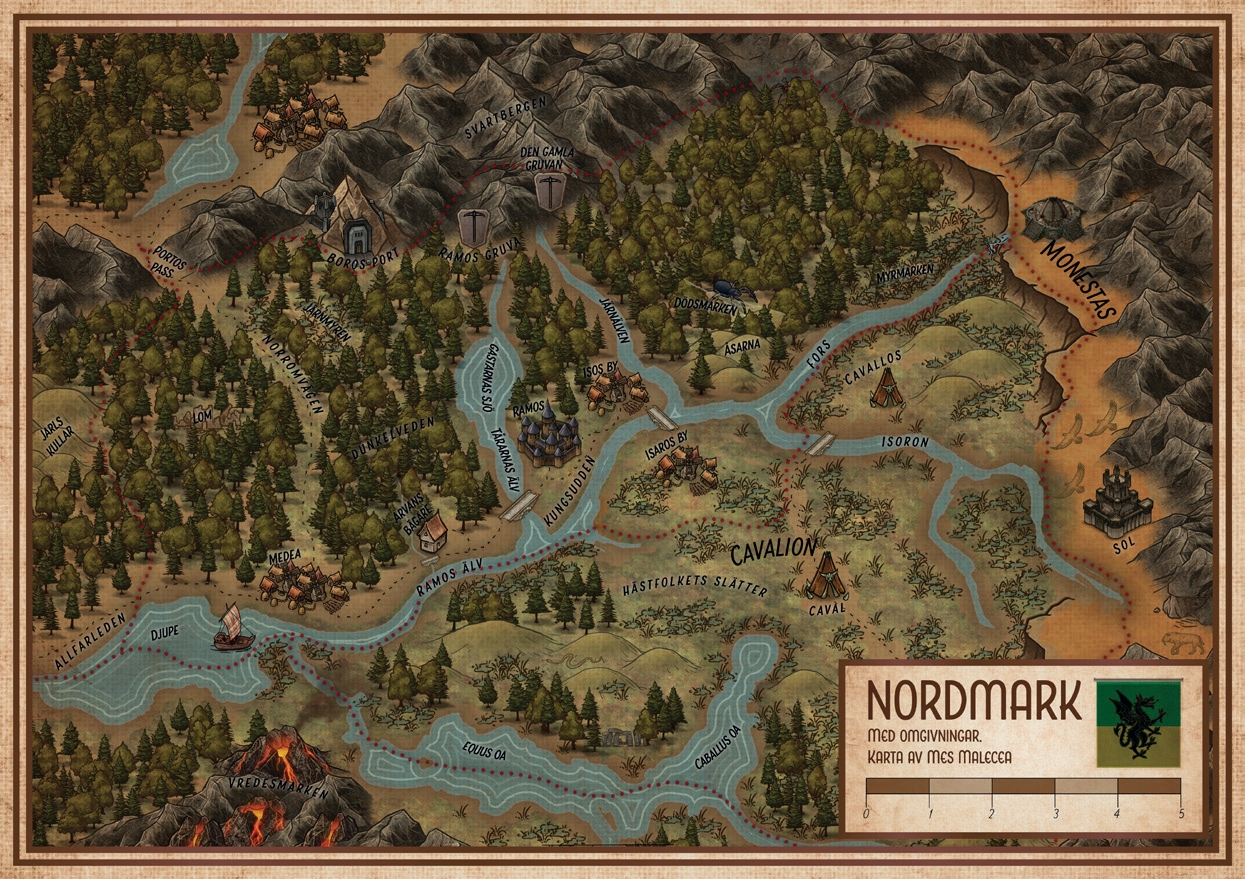 SVARTBERGEN
DEN GAMLA
GRUVAN
PORTOS
PASS
BOROS PORT
RAMOS GRUVA
MONESTAS
MYRMARKEN
DÖDSMARKEN
JÄRNMYREN
JÄRNÄLVEN
NORRÖMVÄGEN
ÅSARNA
FORS
GASTARNAS SJÖ
CAVALLOS
ISOS BY
LOM
RAMOS
JARLS
KULLAR
DUNKELVEDEN
ISAROS BY
ISORON
TÅRARNAS ÄLV
KUNGSUDDEN
ARVANS
BÄGARE
SOL
CAVALION
MEDEA
RAMOS ÄLV
HÄSTFOLKETS SLÄTTER
CAVAL
ALLFARLEDEN
DJUPE
EQUUS OA
CABALLUS OA
VREDESMARKEN
NORDMARK
MED OMGIVNINGAR.
KARTA AV MES MALECEA
0 1 2 3 4 5